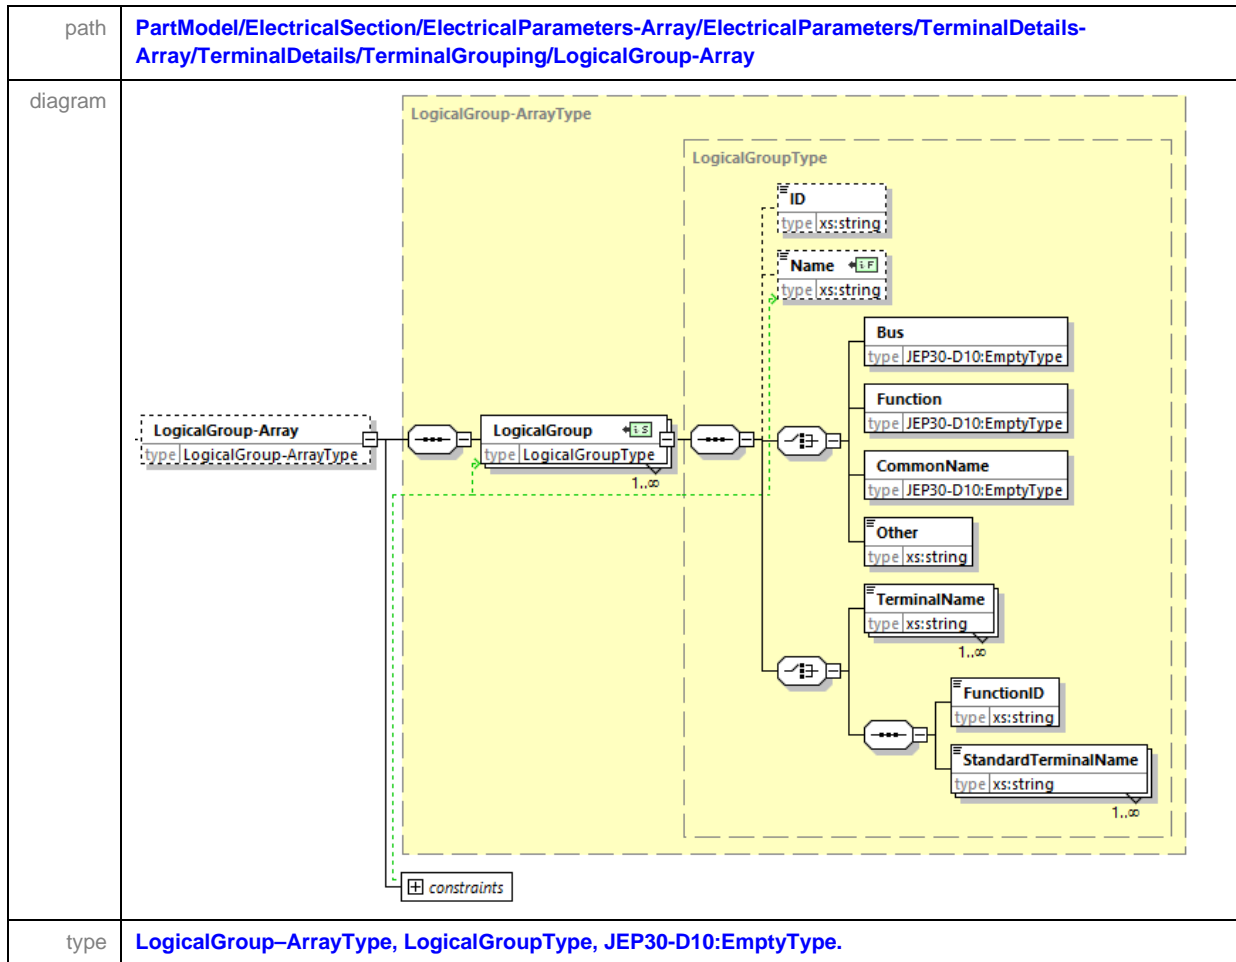 path
PartModel/ElectricalSection/ElectricalParameters-Array/ElectricalParameters/TerminalDetails-
Array/TerminalDetails/TerminalGrouping/LogicalGroup-Array
diagram
LogicalGroup-ArrayType
LogicalGroupType
ID
type xs:string
Name iF
type xs:string
Bus
type JEP30-D10:EmptyType
Function
type JEP30-D10:EmptyType
LogicalGroup-Array
type LogicalGroup-ArrayType
LogicalGroup iS
type LogicalGroupType
1..∞
CommonName
type JEP30-D10:EmptyType
Other
type xs:string
TerminalName
type xs:string
1..∞
FunctionID
type xs:string
StandardTerminalName
type xs:string
1..∞
constraints
type
LogicalGroup–ArrayType, LogicalGroupType, JEP30-D10:EmptyType.